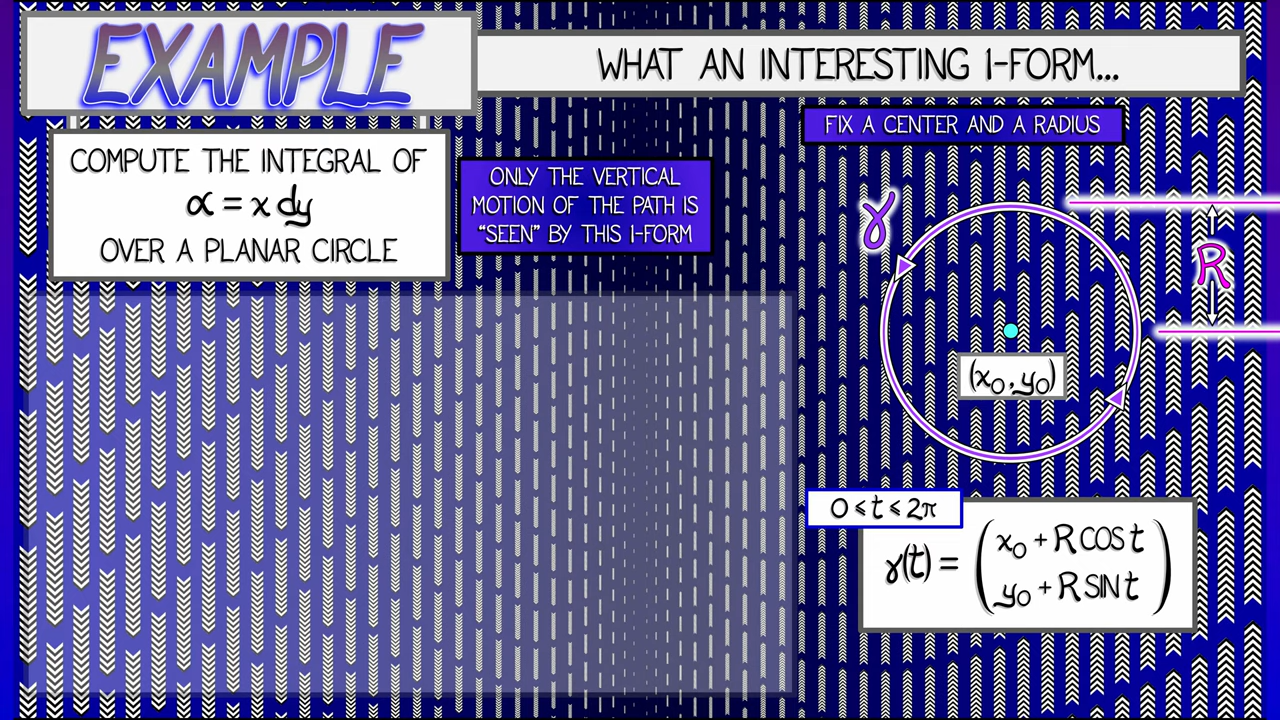 EXAMPLE
WHAT AN INTERESTING 1-FORM...
COMPUTE THE INTEGRAL OF
α = x dy
OVER A PLANAR CIRCLE
ONLY THE VERTICAL
MOTION OF THE PATH IS
"SEEN" BY THIS 1-FORM
FIX A CENTER AND A RADIUS
γ
R
(x₀, y₀)
0 ≤ t ≤ 2π
γ(t) = ( x₀ + R COS t
y₀ + R SIN t )